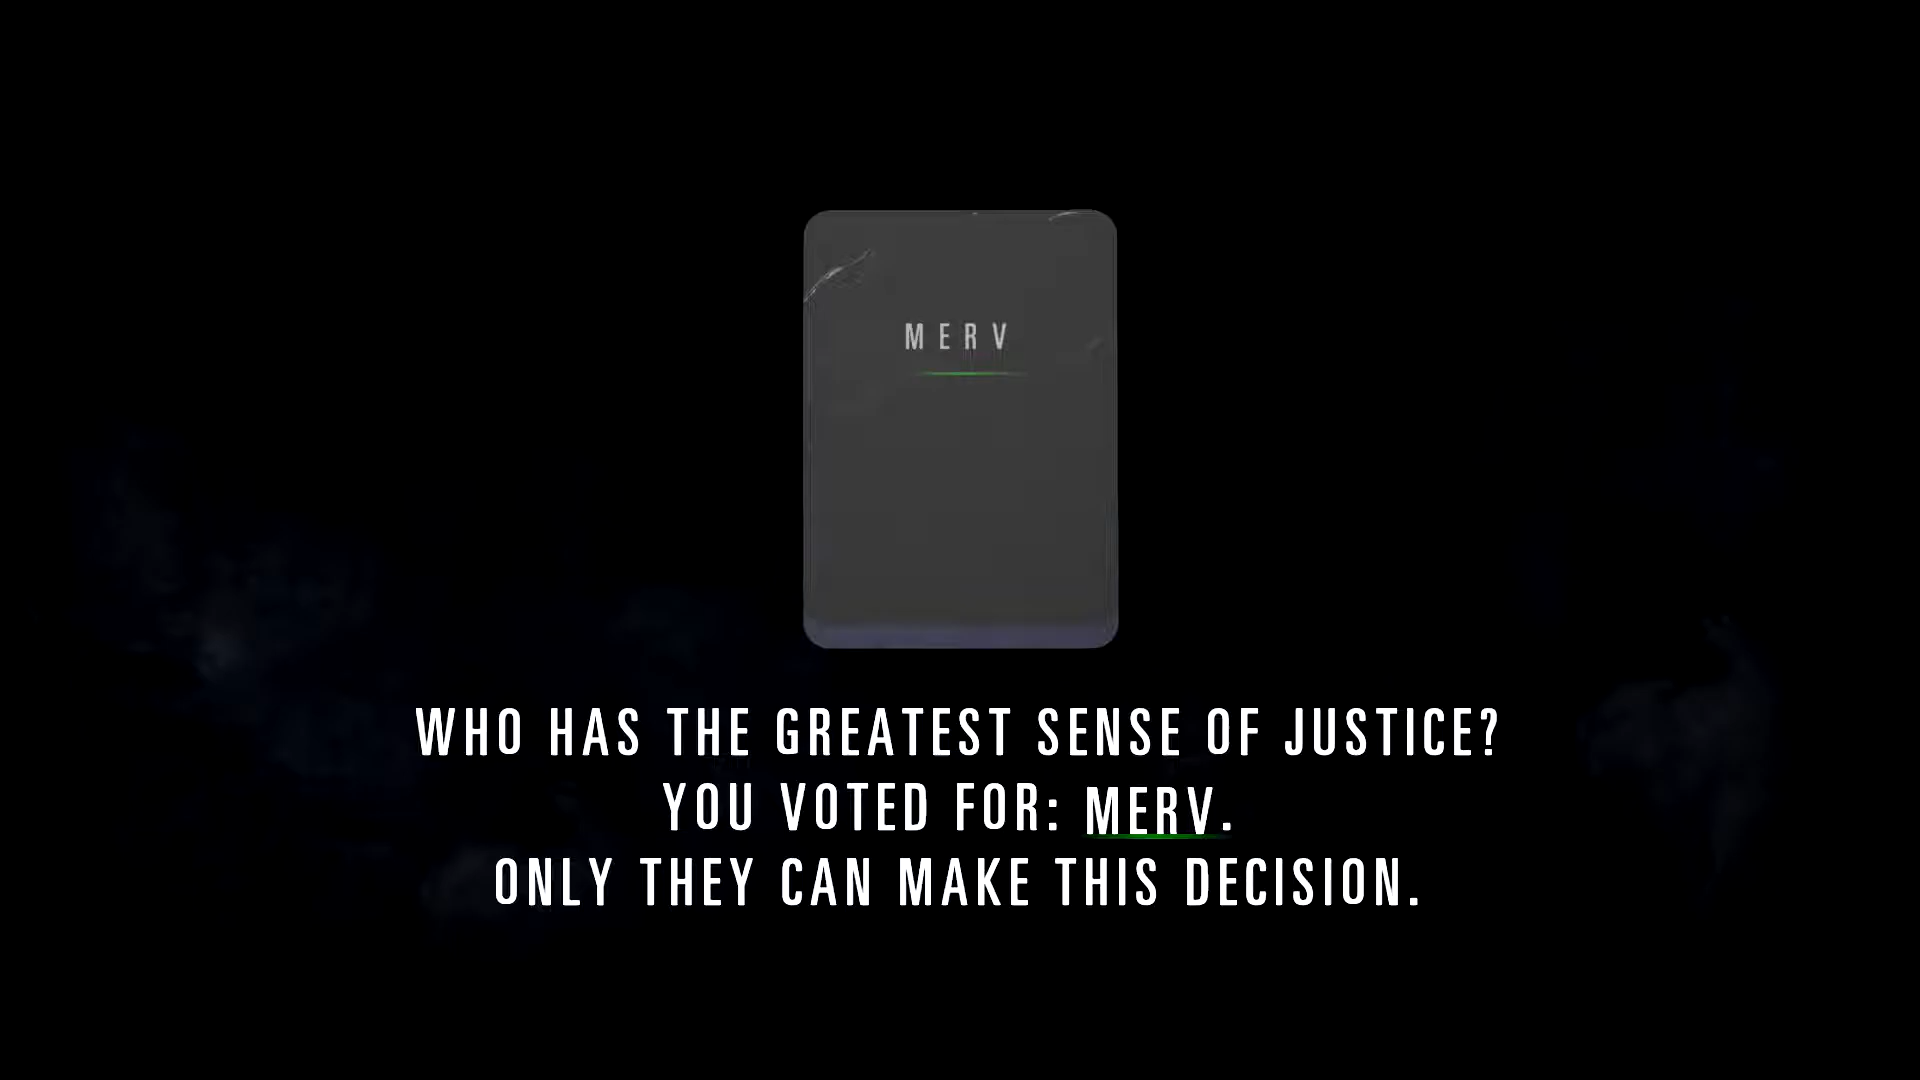 MERV
WHO HAS THE GREATEST SENSE OF JUSTICE?
YOU VOTED FOR: MERV.
ONLY THEY CAN MAKE THIS DECISION.